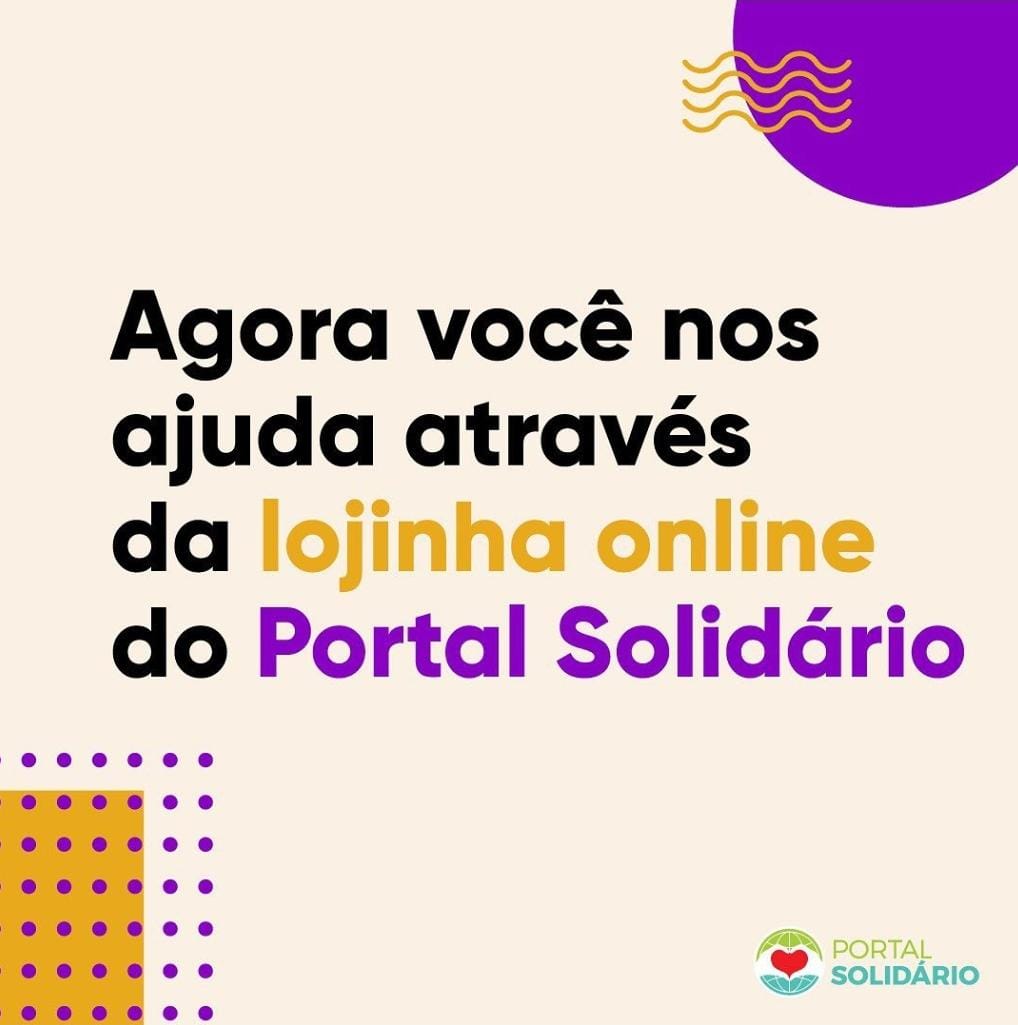 Agora você nos
ajuda através
da lojinha online
do Portal Solidário
PORTAL
SOLIDÁRIO